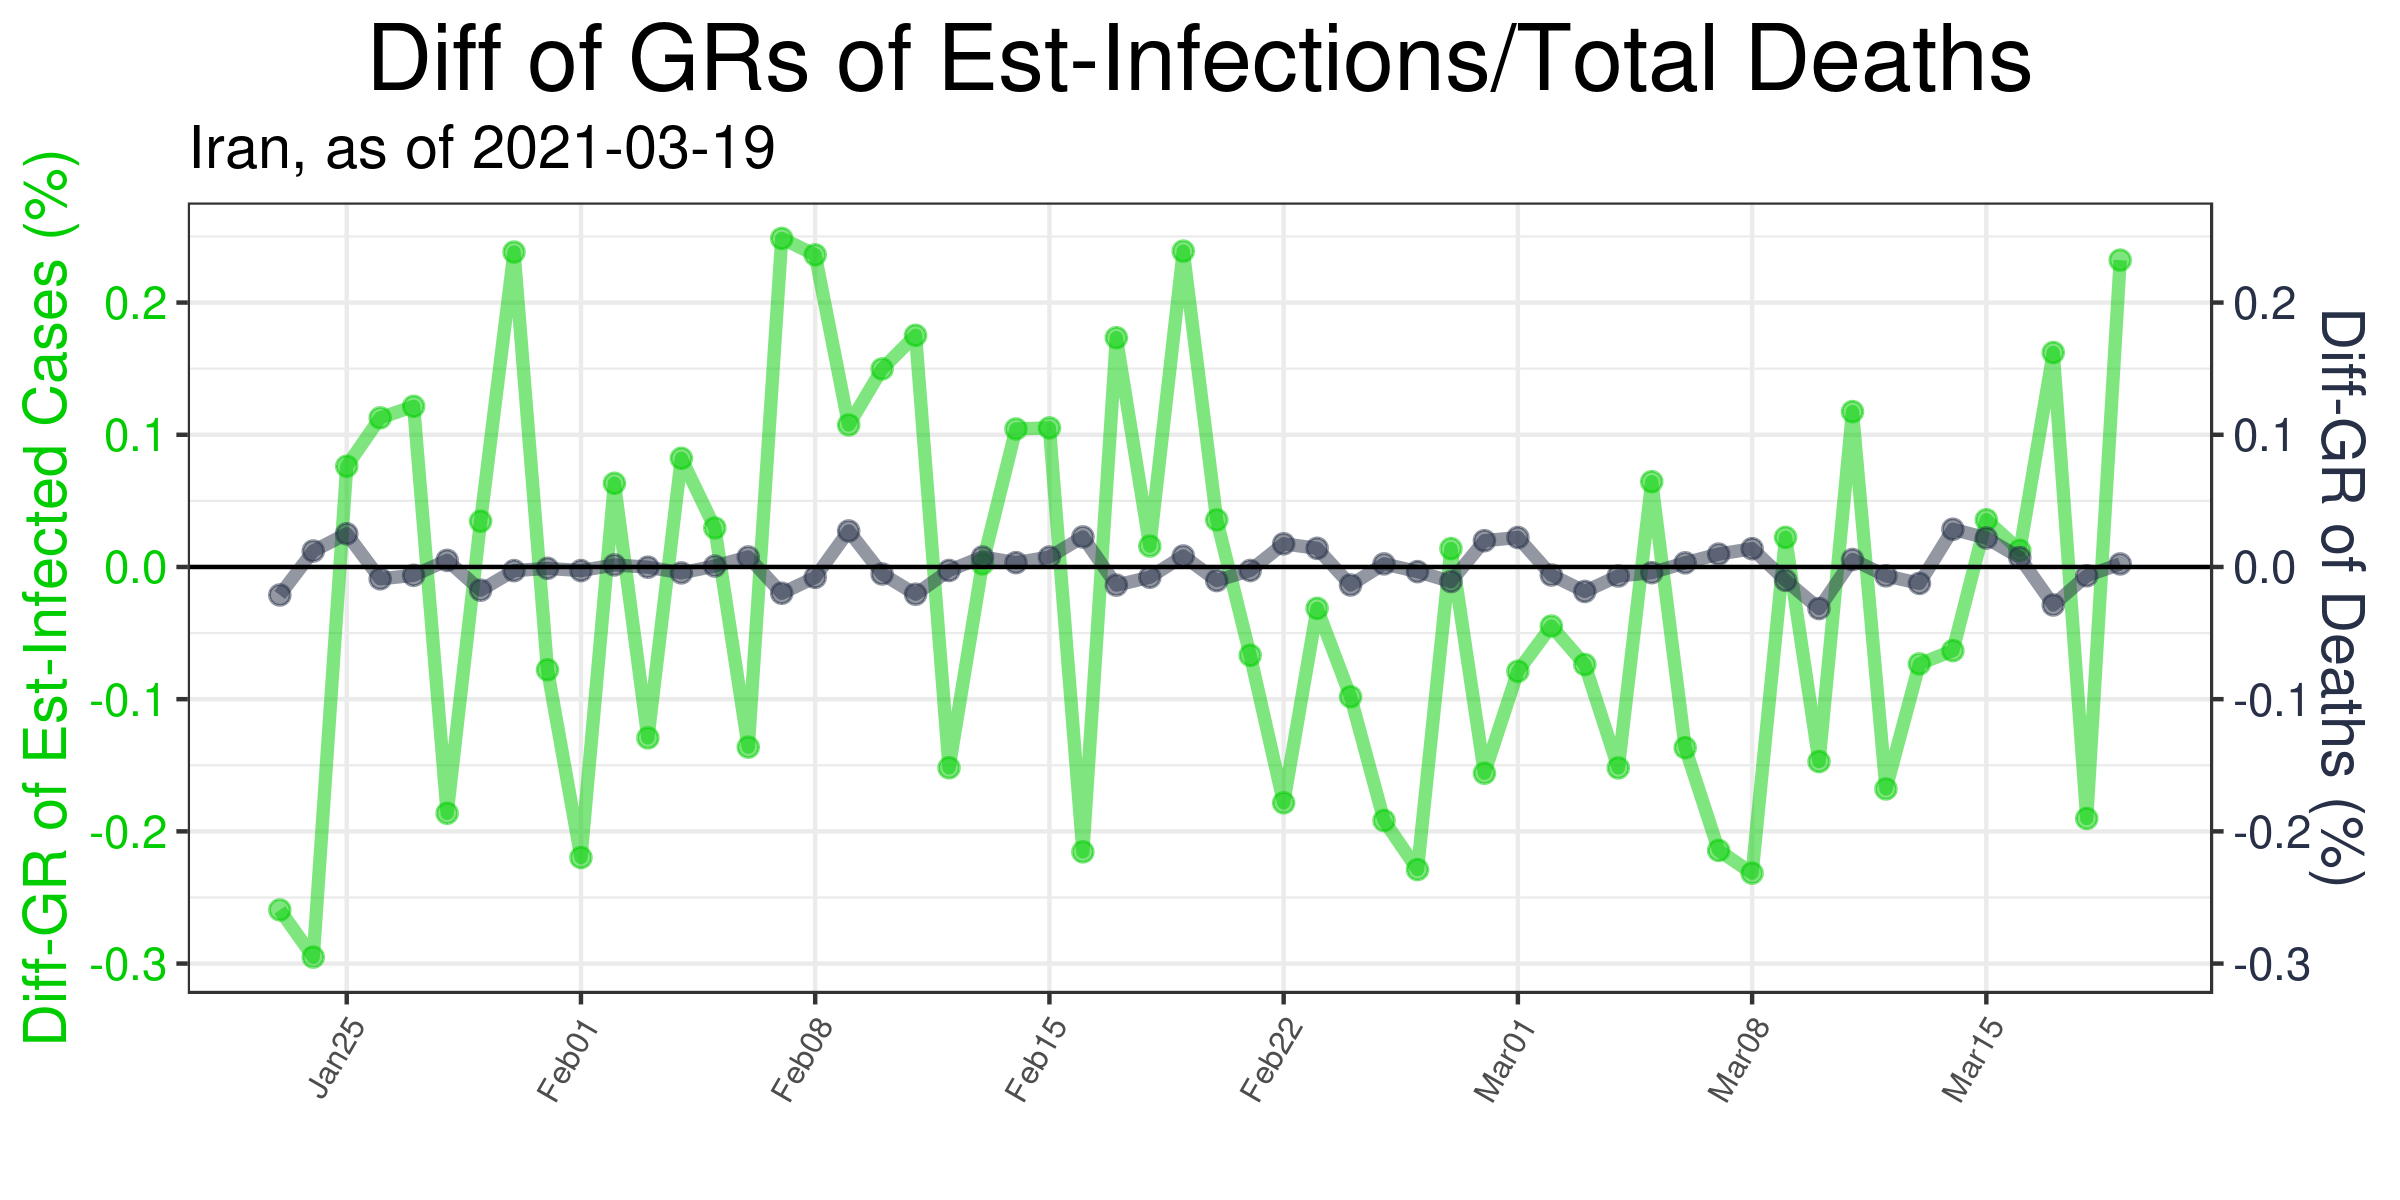 Diff of GRs of Est-Infections/Total Deaths
Iran, as of 2021-03-19
Diff-GR of Est-Infected Cases (%)
0.2
0.1
0.0
-0.1
-0.2
-0.3
0.2
0.1
0.0
-0.1
-0.2
-0.3
Diff-GR of Deaths (%)
Jan25
Feb01
Feb08
Feb15
Feb22
Mar01
Mar08
Mar15